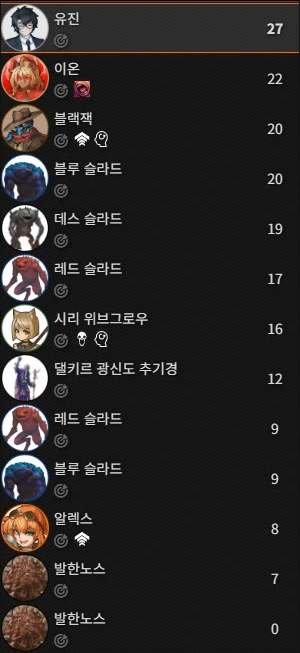 유진
27
이온
22
블랙잭
20
블루 슬라드
20
데스 슬라드
19
레드 슬라드
17
시리 위브그로우
16
댈키르 광신도 추기경
12
레드 슬라드
9
블루 슬라드
9
알렉스
8
발한노스
7
발한노스
0